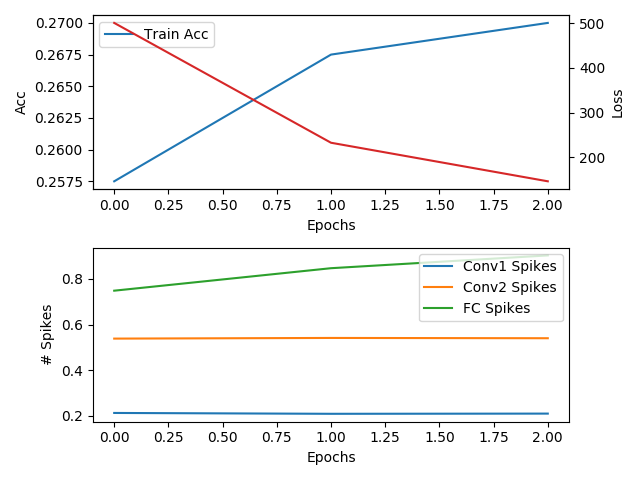 0.2700
0.2675
0.2650
0.2625
0.2600
0.2575
Acc
Train Acc
500
400
300
200
Loss
0.00 0.25 0.50 0.75 1.00 1.25 1.50 1.75 2.00
Epochs
0.8
0.6
0.4
0.2
# Spikes
Conv1 Spikes
Conv2 Spikes
FC Spikes
0.00 0.25 0.50 0.75 1.00 1.25 1.50 1.75 2.00
Epochs